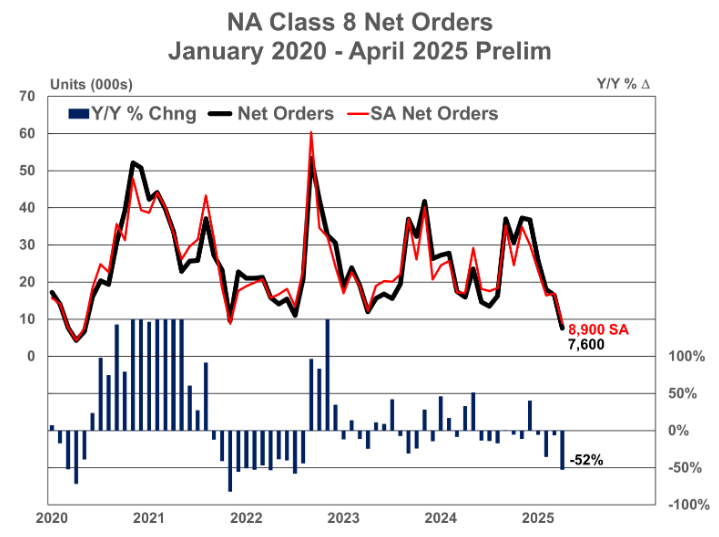 NA Class 8 Net Orders
January 2020 - April 2025 Prelim
Units (000s) Y/Y % Δ
70
Y/Y % Chng Net Orders SA Net Orders
60
50
40
30
20
10
8,900 SA
7,600
0 100%
50%
0%
-52%
-50%
-100%
2020 2021 2022 2023 2024 2025